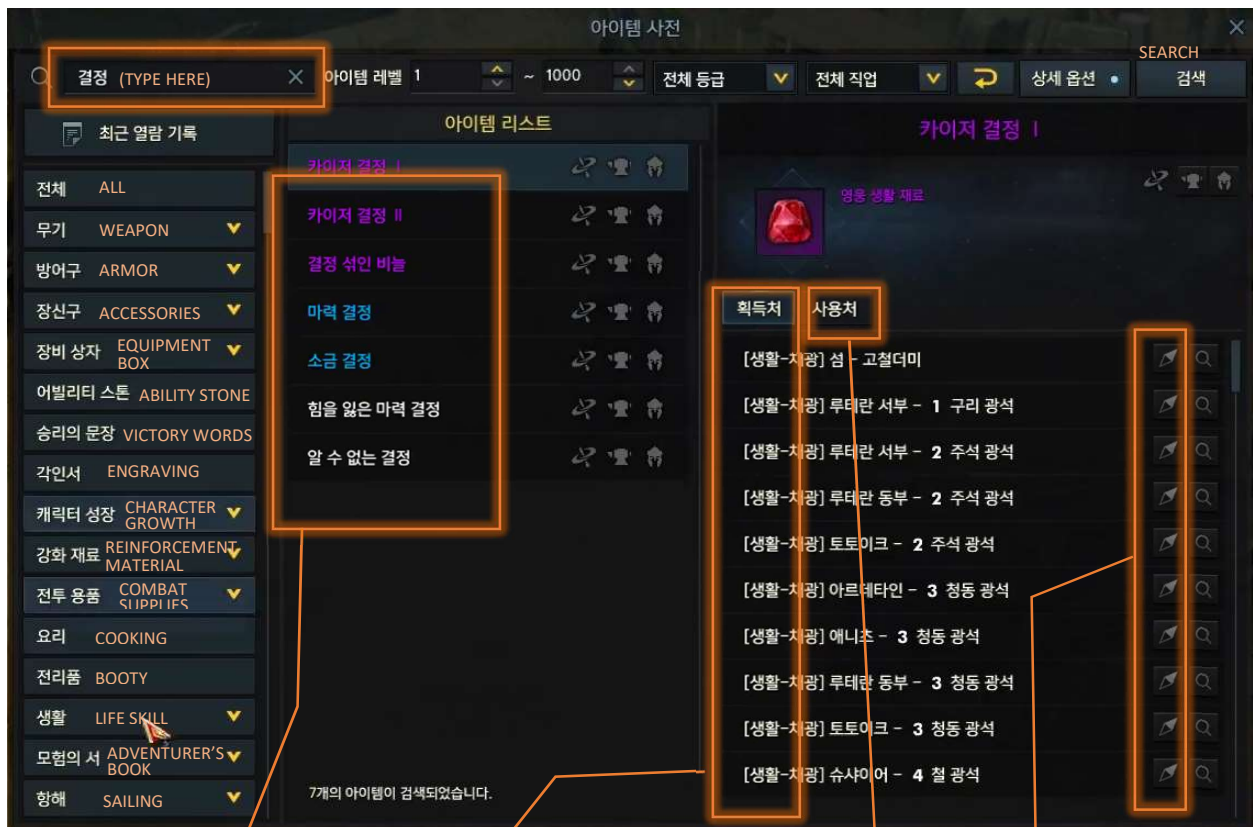 아이템 사전
SEARCH
결정 (TYPE HERE)
아이템 레벨 1 ~ 1000
전체 등급
전체 직업
상세 옵션
검색
최근 열람 기록
전체 ALL
무기 WEAPON
방어구 ARMOR
장신구 ACCESSORIES
장비 상자 EQUIPMENT
BOX
어빌리티 스톤 ABILITY STONE
승리의 문장 VICTORY WORDS
각인서 ENGRAVING
캐릭터 성장 CHARACTER
GROWTH
강화 재료 REINFORCEMENT
MATERIAL
전투 용품 COMBAT
SUPPLIES
요리 COOKING
전리품 BOOTY
생활 LIFE SKILL
모험의 서 ADVENTURER'S
BOOK
항해 SAILING
아이템 리스트
카이저 결정 I
카이저 결정 II
결정 섞인 비늘
마력 결정
소금 결정
힘을 잃은 마력 결정
알 수 없는 결정
7개의 아이템이 검색되었습니다.
카이저 결정 I
영웅 생활 재료
획득처 사용처
[생활-채광] 섬 - 고철더미
[생활-채광] 루테란 서부 - 1 구리 광석
[생활-채광] 루테란 서부 - 2 주석 광석
[생활-채광] 루테란 동부 - 2 주석 광석
[생활-채광] 토토이크 - 2 주석 광석
[생활-채광] 아르데타인 - 3 청동 광석
[생활-채광] 애니츠 - 3 청동 광석
[생활-채광] 루테란 동부 - 3 청동 광석
[생활-채광] 토토이크 - 3 청동 광석
[생활-채광] 슈샤이어 - 4 철 광석